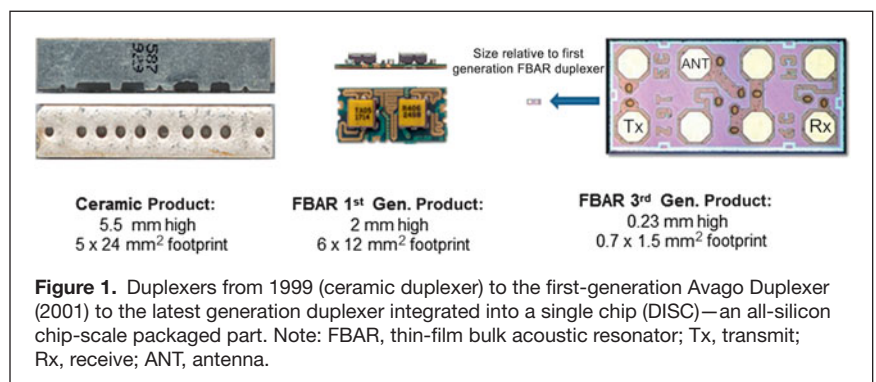 587
Size relative to first
generation FBAR duplexer
ANT
Tx
Rx
Ceramic Product:
5.5 mm high
5 x 24 mm² footprint
FBAR 1st Gen. Product:
2 mm high
6 x 12 mm² footprint
FBAR 3rd Gen. Product:
0.23 mm high
0.7 x 1.5 mm² footprint
Figure 1. Duplexers from 1999 (ceramic duplexer) to the first-generation Avago Duplexer
(2001) to the latest generation duplexer integrated into a single chip (DISC)—an all-silicon
chip-scale packaged part. Note: FBAR, thin-film bulk acoustic resonator; Tx, transmit;
Rx, receive; ANT, antenna.